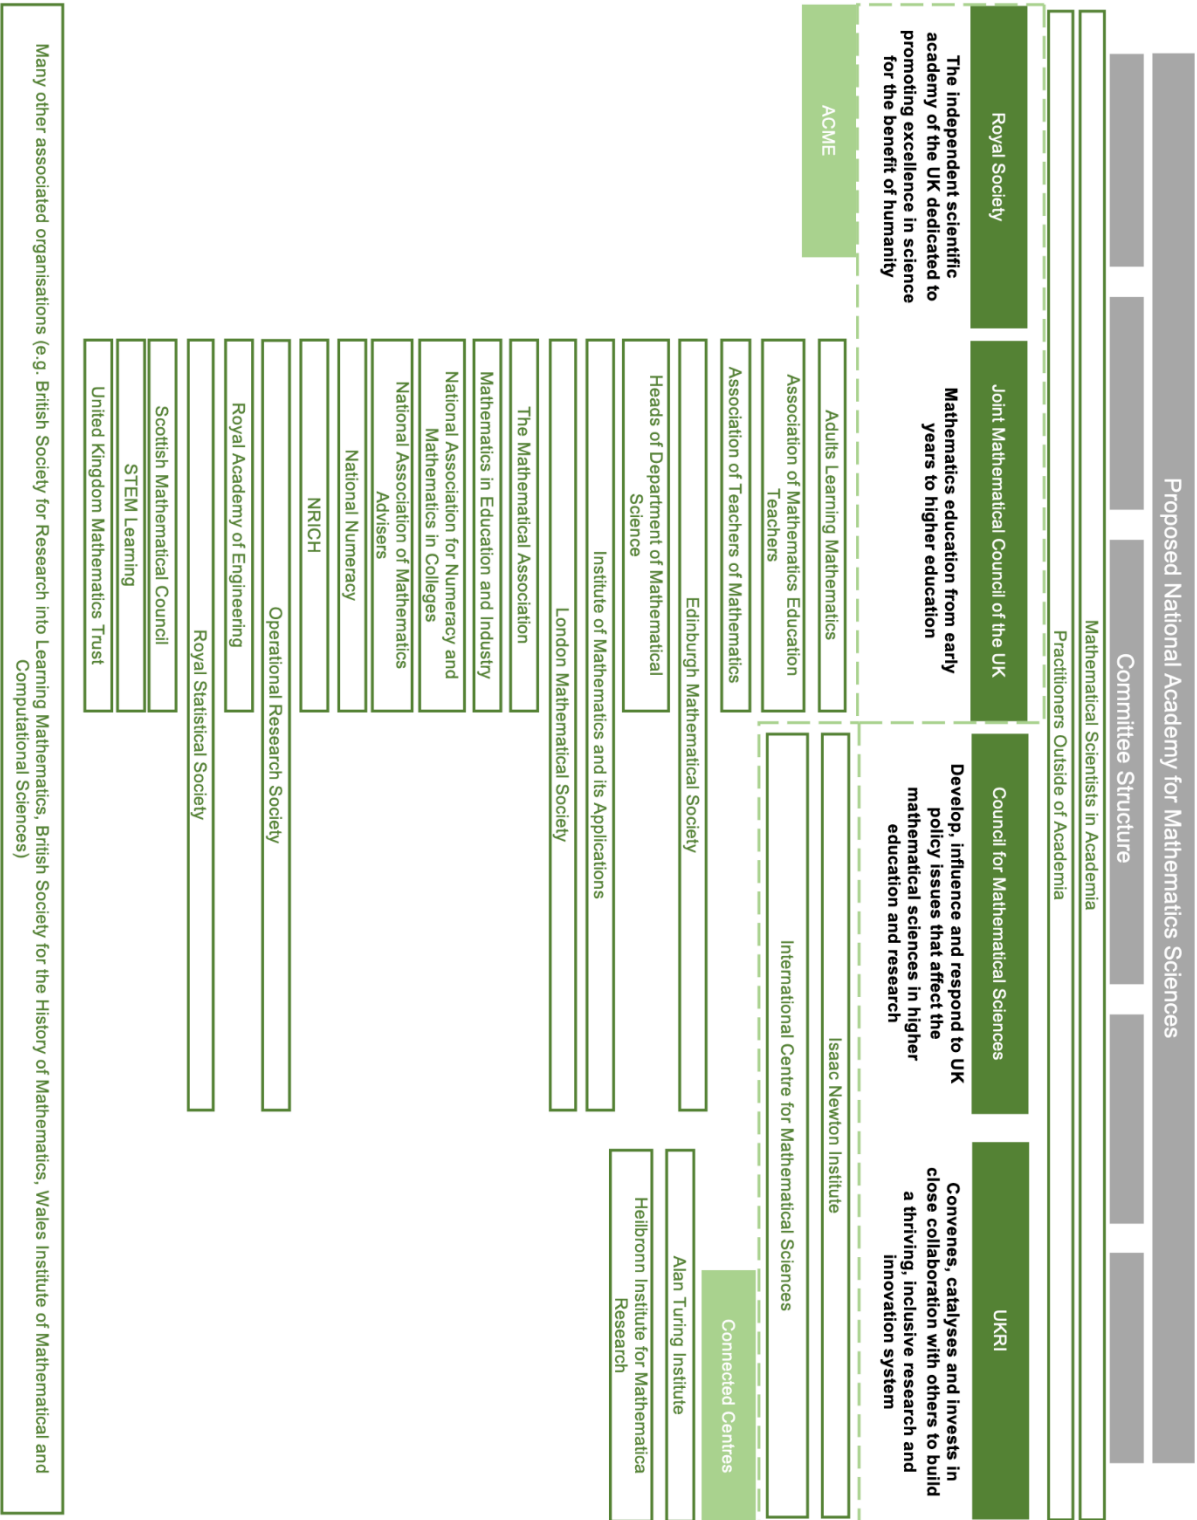 Proposed National Academy for Mathematics Sciences
Committee Structure
Mathematical Scientists in Academia
Practitioners Outside of Academia
Royal Society
The independent scientific
academy of the UK dedicated to
promoting excellence in science
for the benefit of humanity
ACME
Joint Mathematical Council of the UK
Mathematics education from early
years to higher education
Council for Mathematical Sciences
Develop, influence and respond to UK
policy issues that affect the
mathematical sciences in higher
education and research
UKRI
Convenes, catalyses and invests in
close collaboration with others to build
a thriving, inclusive research and
innovation system
Adults Learning Mathematics
Isaac Newton Institute
Association of Mathematics Education
Teachers
International Centre for Mathematical Sciences
Association of Teachers of Mathematics
Connected Centres
Edinburgh Mathematical Society
Alan Turing Institute
Heads of Department of Mathematical
Science
Heilbronn Institute for Mathematica
Research
Institute of Mathematics and its Applications
London Mathematical Society
The Mathematical Association
Mathematics in Education and Industry
National Association for Numeracy and
Mathematics in Colleges
National Association of Mathematics
Advisers
National Numeracy
NRICH
Operational Research Society
Royal Academy of Engineering
Royal Statistical Society
Scottish Mathematical Council
STEM Learning
United Kingdom Mathematics Trust
Many other associated organisations (e.g. British Society for Research into Learning Mathematics, British Society for the History of Mathematics, Wales Institute of Mathematical and
Computational Sciences)